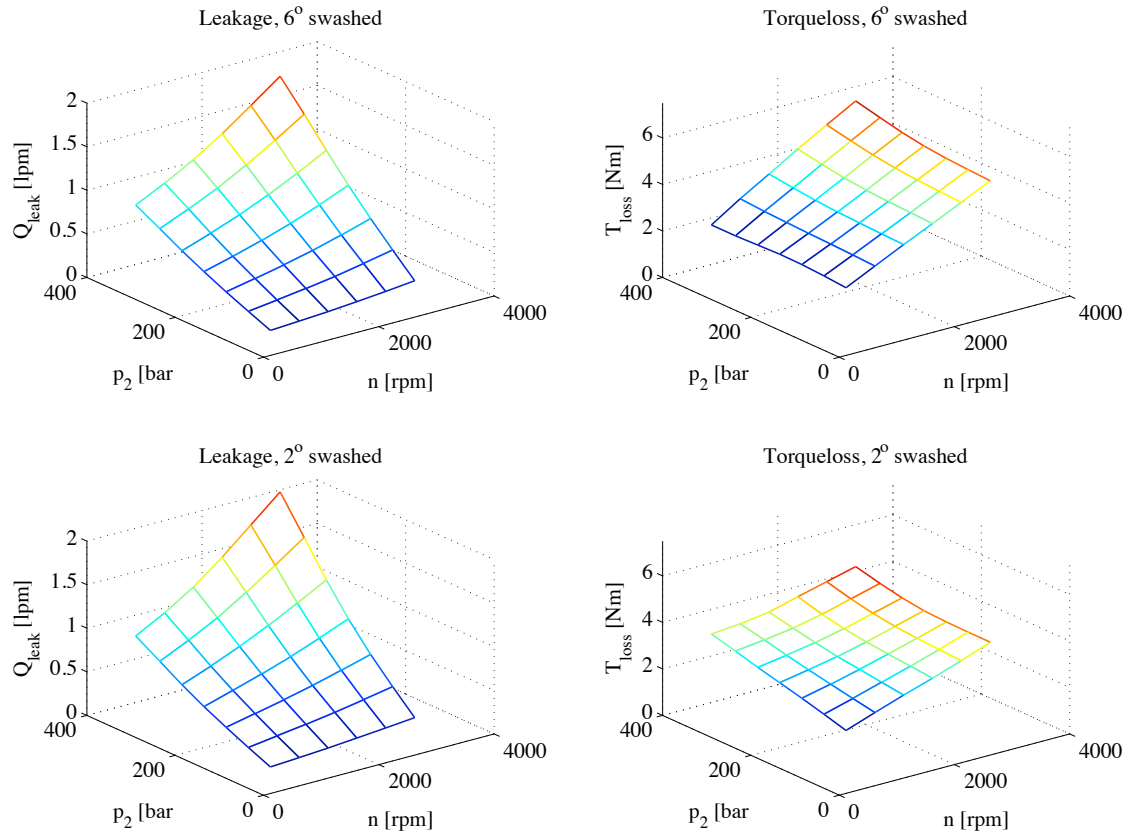 Leakage, 6° swashed
2
1.5
1
0.5
0
Q_leak [lpm]
400
200
0
p_2 [bar
0
2000
4000
n [rpm]
Torqueloss, 6° swashed
6
4
2
0
T_loss [Nm]
400
200
0
p_2 [bar
0
2000
4000
n [rpm]
Leakage, 2° swashed
2
1.5
1
0.5
0
Q_leak [lpm]
400
200
0
p_2 [bar
0
2000
4000
n [rpm]
Torqueloss, 2° swashed
6
4
2
0
T_loss [Nm]
400
200
0
p_2 [bar
0
2000
4000
n [rpm]